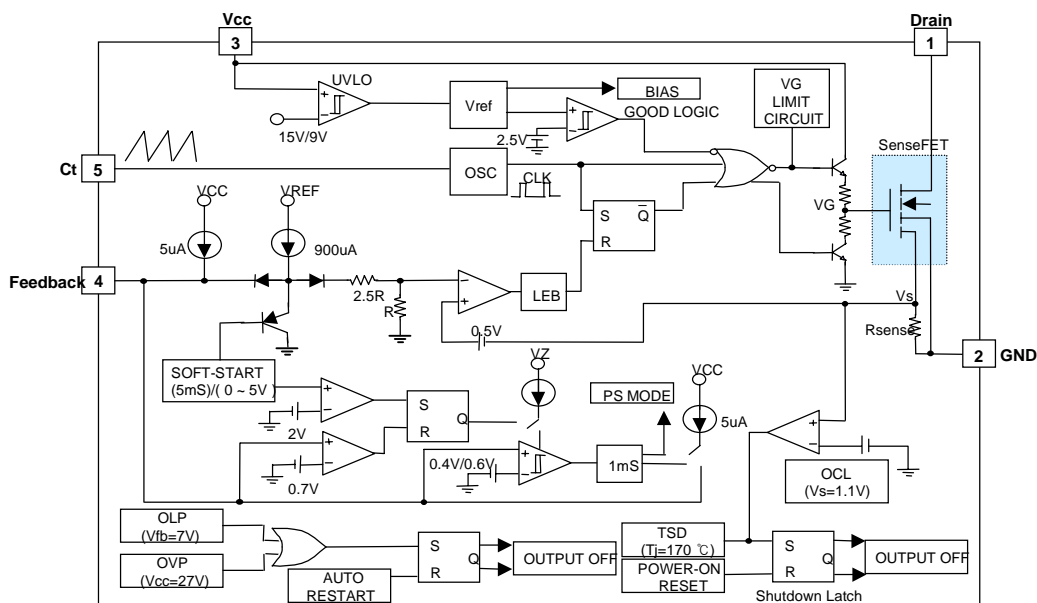 Vcc
Drain
3
1
UVLO
+
−
15V/9V
Vref
BIAS
GOOD LOGIC
+
−
2.5V
VG
LIMIT
CIRCUIT
Ct
5
OSC
CLK
SenseFET
VG
S
Q
R
VCC
VREF
5uA
900uA
Feedback
4
2.5R
R
−
+
LEB
0.5V
Vs
Rsense
2
GND
SOFT-START
(5mS)/( 0 ~ 5V )
+
−
2V
S
Q
R
VZ
VCC
PS MODE
5uA
+
−
0.7V
+
−
0.4V/0.6V
1mS
+
−
OCL
(Vs=1.1V)
OLP
(Vfb=7V)
OVP
(Vcc=27V)
AUTO
RESTART
S
Q
R
OUTPUT OFF
TSD
(Tj=170 ℃)
POWER-ON
RESET
S
Q
R
OUTPUT OFF
Shutdown Latch